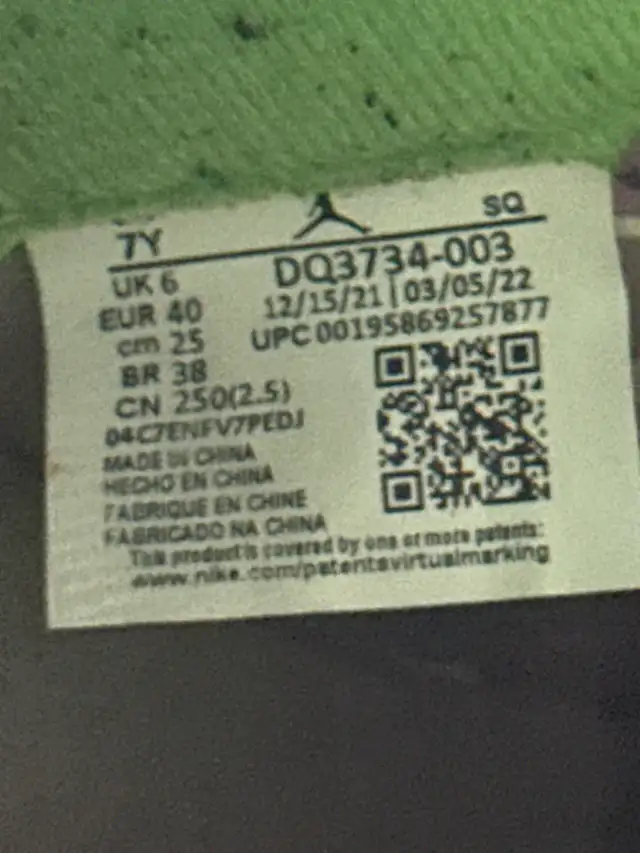 SQ
7Y
UK 6
DQ3734-003
EUR 40
12/15/21 | 03/05/22
cm 25
UPC 00195869257877
BR 38
CN 250(2.5)
04C7ENFV7PEDJ
MADE IN CHINA
HECHO EN CHINA
FABRIQUE EN CHINE
FABRICADO NA CHINA
This product is covered by one or more patents:
www.nike.com/patentsvirtualmarking